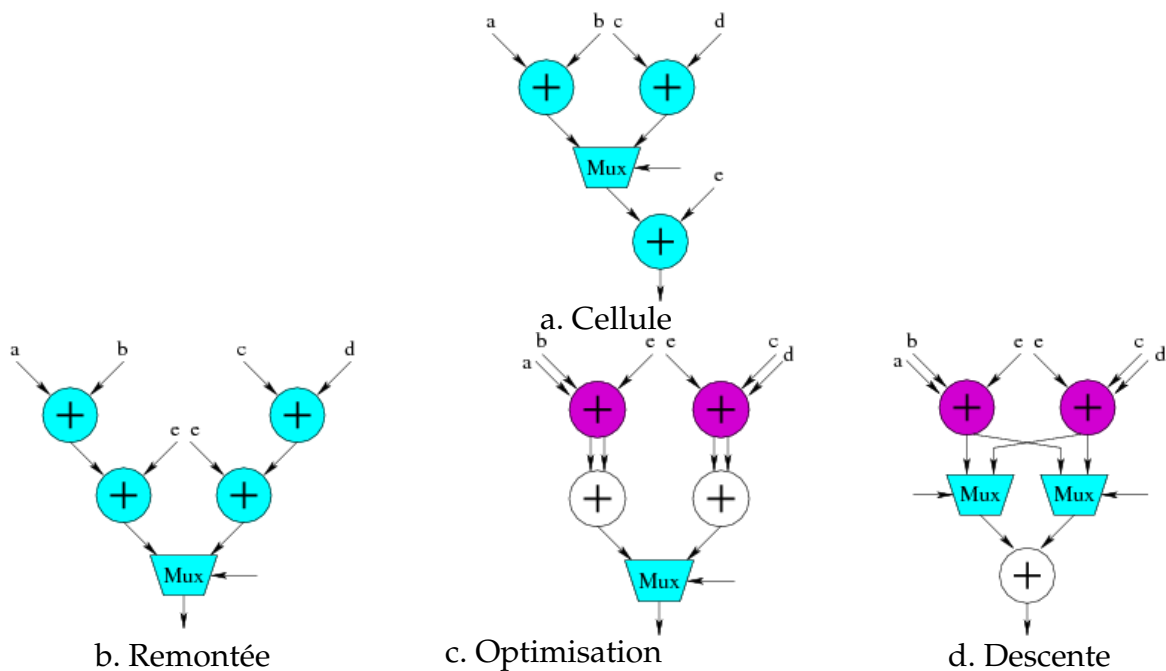 a b c d
+ +
Mux
e
+
a. Cellule
a b c d
+ +
e e
+ +
Mux
b. Remontée
b e e c
a d
+ +
+ +
Mux
c. Optimisation
b e e c
a d
+ +
Mux Mux
+
d. Descente